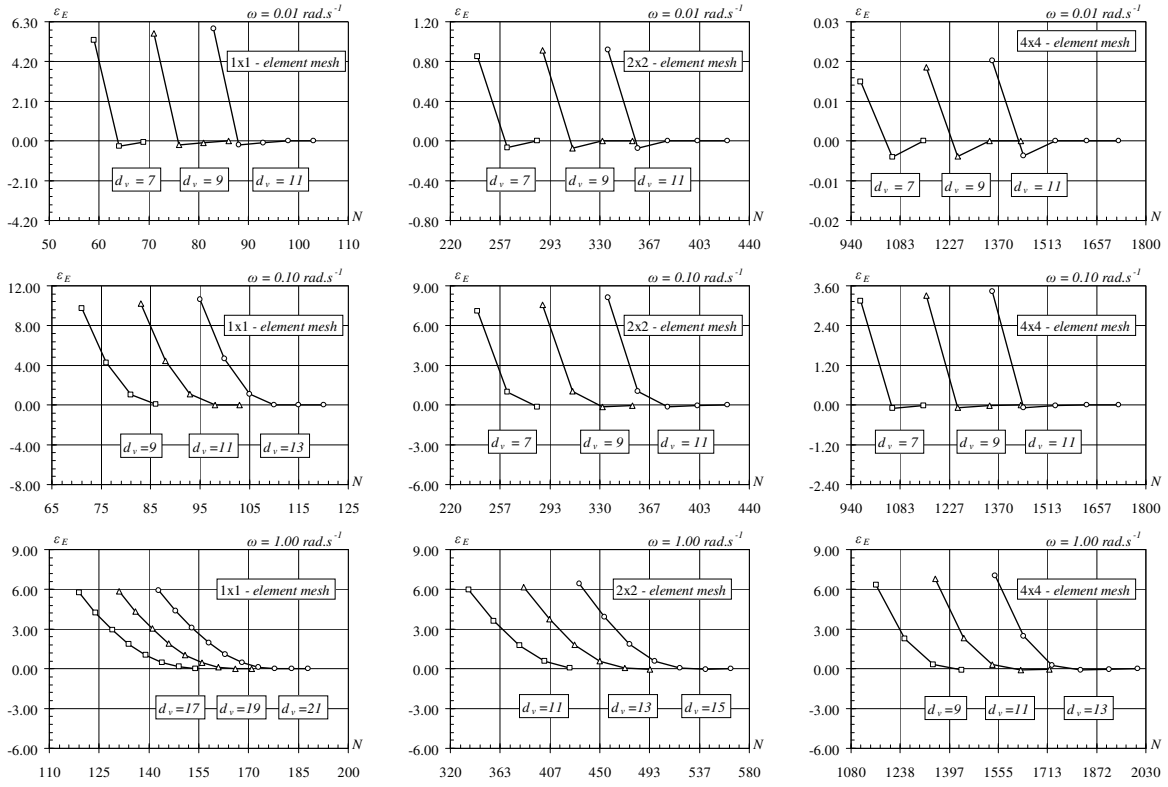 ε_E ω = 0.01 rad.s⁻¹
6.30
4.20
2.10
0.00
-2.10
-4.20
1x1 - element mesh
d_v = 7 d_v = 9 d_v = 11
N
50 60 70 80 90 100 110
ε_E ω = 0.01 rad.s⁻¹
1.20
0.80
0.40
0.00
-0.40
-0.80
2x2 - element mesh
d_v = 7 d_v = 9 d_v = 11
N
220 257 293 330 367 403 440
ε_E ω = 0.01 rad.s⁻¹
0.03
0.02
0.01
0.00
-0.01
-0.02
4x4 - element mesh
d_v = 7 d_v = 9 d_v = 11
N
940 1083 1227 1370 1513 1657 1800
ε_E ω = 0.10 rad.s⁻¹
12.00
8.00
4.00
0.00
-4.00
-8.00
1x1 - element mesh
d_v =9 d_v =11 d_v =13
N
65 75 85 95 105 115 125
ε_E ω = 0.10 rad.s⁻¹
9.00
6.00
3.00
0.00
-3.00
-6.00
2x2 - element mesh
d_v = 7 d_v = 9 d_v = 11
N
220 257 293 330 367 403 440
ε_E ω = 0.10 rad.s⁻¹
3.60
2.40
1.20
0.00
-1.20
-2.40
4x4 - element mesh
d_v = 7 d_v = 9 d_v = 11
N
940 1083 1227 1370 1513 1657 1800
ε_E ω = 1.00 rad.s⁻¹
9.00
6.00
3.00
0.00
-3.00
-6.00
1x1 - element mesh
d_v =17 d_v =19 d_v =21
N
110 125 140 155 170 185 200
ε_E ω = 1.00 rad.s⁻¹
9.00
6.00
3.00
0.00
-3.00
-6.00
2x2 - element mesh
d_v =11 d_v =13 d_v =15
N
320 363 407 450 493 537 580
ε_E ω = 1.00 rad.s⁻¹
9.00
6.00
3.00
0.00
-3.00
-6.00
4x4 - element mesh
d_v =9 d_v =11 d_v =13
N
1080 1238 1397 1555 1713 1872 2030